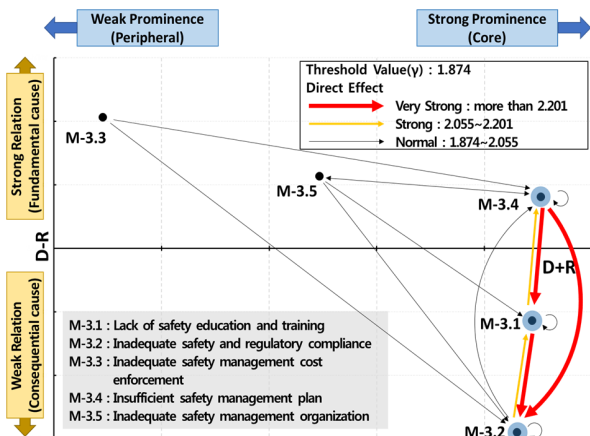 Weak Prominence
(Peripheral)
Strong Prominence
(Core)
Strong Relation
(Fundamental cause)
Weak Relation
(Consequential cause)
D-R
Threshold Value(γ) : 1.874
Direct Effect
Very Strong : more than 2.201
Strong : 2.055~2.201
Normal : 1.874~2.055
M-3.3
M-3.5
M-3.4
D+R
M-3.1
M-3.2
M-3.1 : Lack of safety education and training
M-3.2 : Inadequate safety and regulatory compliance
M-3.3 : Inadequate safety management cost
enforcement
M-3.4 : Insufficient safety management plan
M-3.5 : Inadequate safety management organization